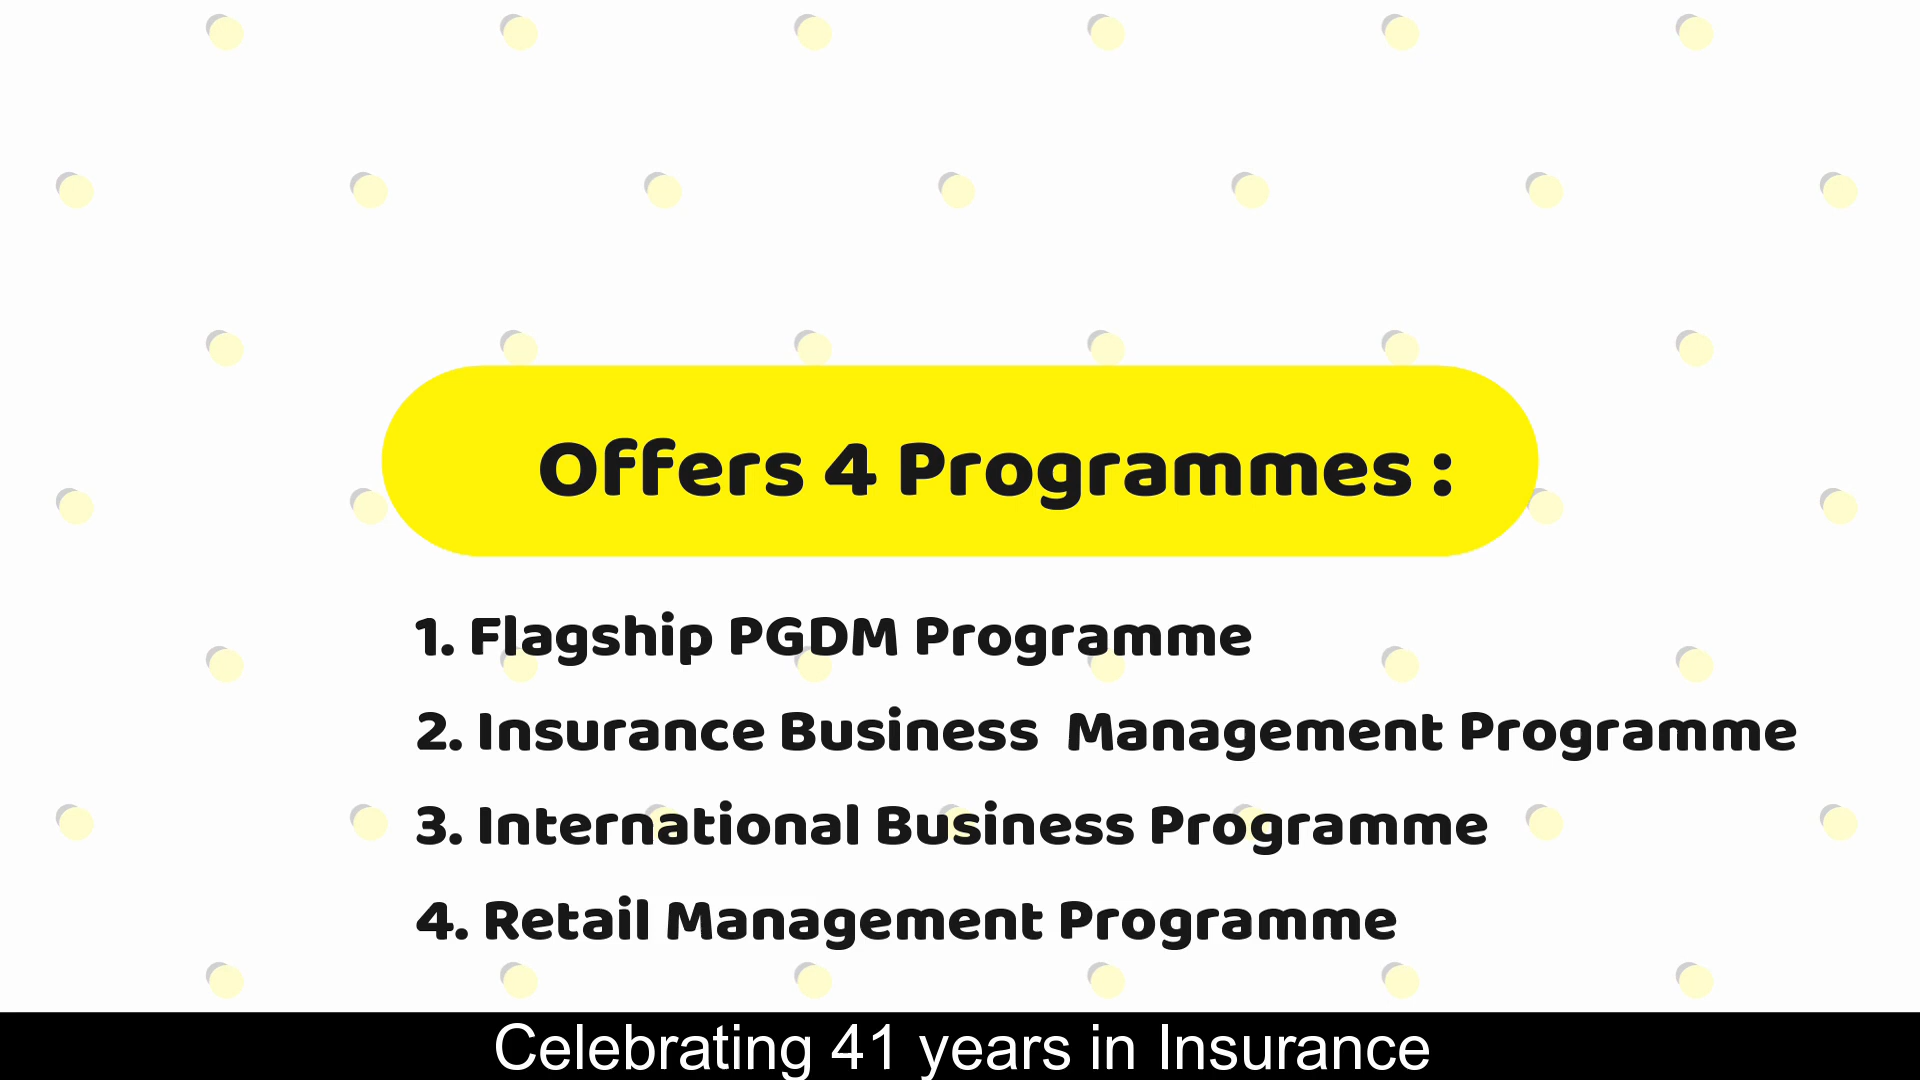 Offers 4 Programmes :
1. Flagship PGDM Programme
2. Insurance Business  Management Programme
3. International Business Programme
4. Retail Management Programme
Celebrating 41 years in Insurance